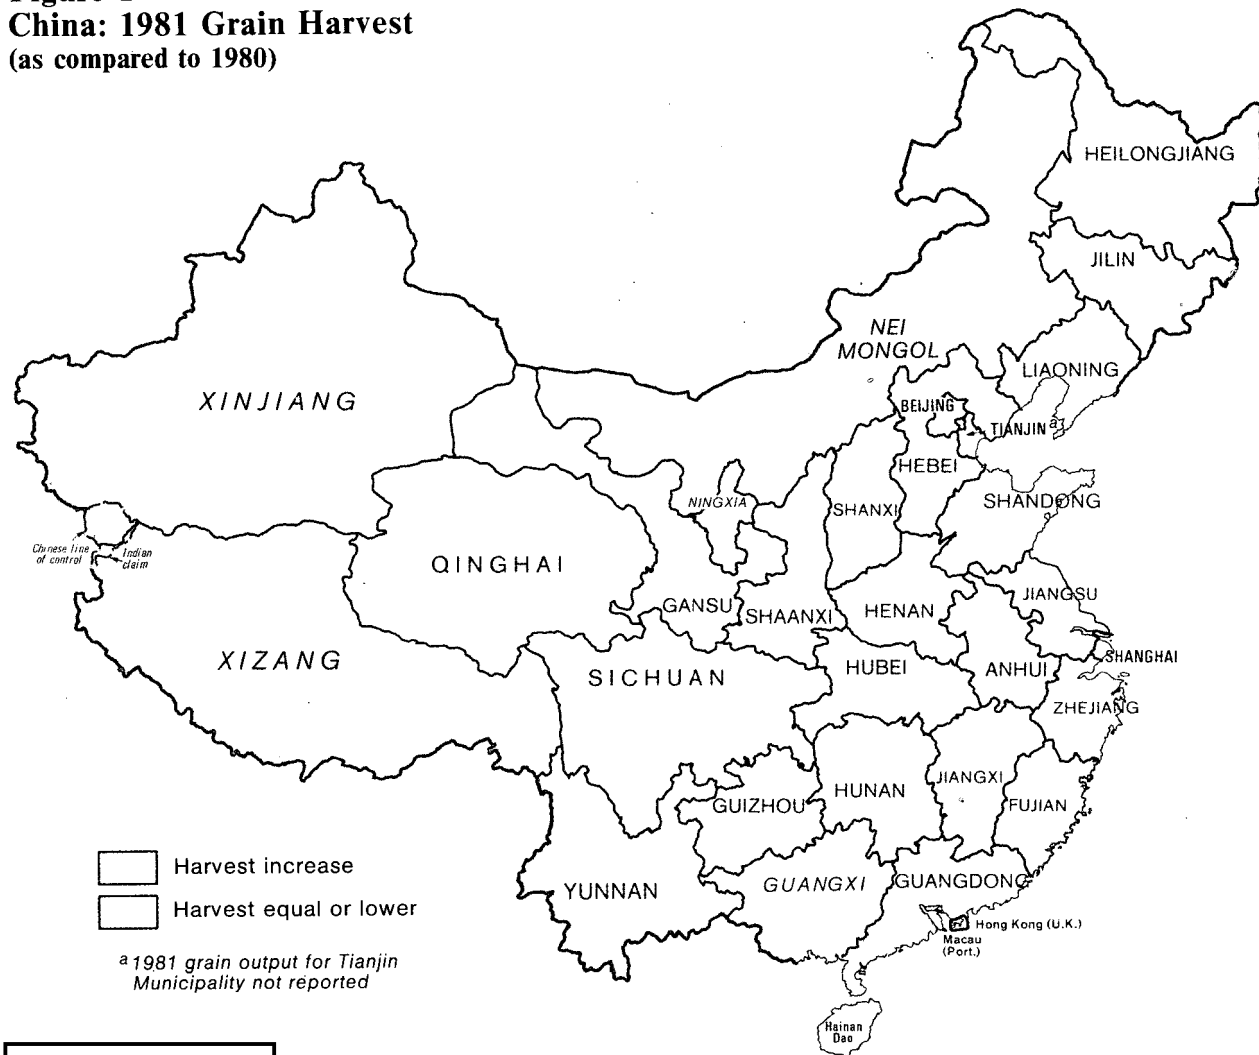 China: 1981 Grain Harvest
(as compared to 1980)
HEILONGJIANG
JILIN
NEI
MONGOL
LIAONING
XINJIANG
BEIJING
TIANJIN a
HEBEI
NINGXIA
SHANXI
SHANDONG
Chinese line
of control
Indian
claim
QINGHAI
GANSU
SHAANXI
HENAN
JIANGSU
XIZANG
SICHUAN
HUBEI
ANHUI
SHANGHAI
ZHEJIANG
GUIZHOU
HUNAN
JIANGXI
FUJIAN
YUNNAN
GUANGXI
GUANGDONG
Hong Kong (U.K.)
Macau
(Port.)
Hainan
Dao
Harvest increase
Harvest equal or lower
a 1981 grain output for Tianjin
Municipality not reported